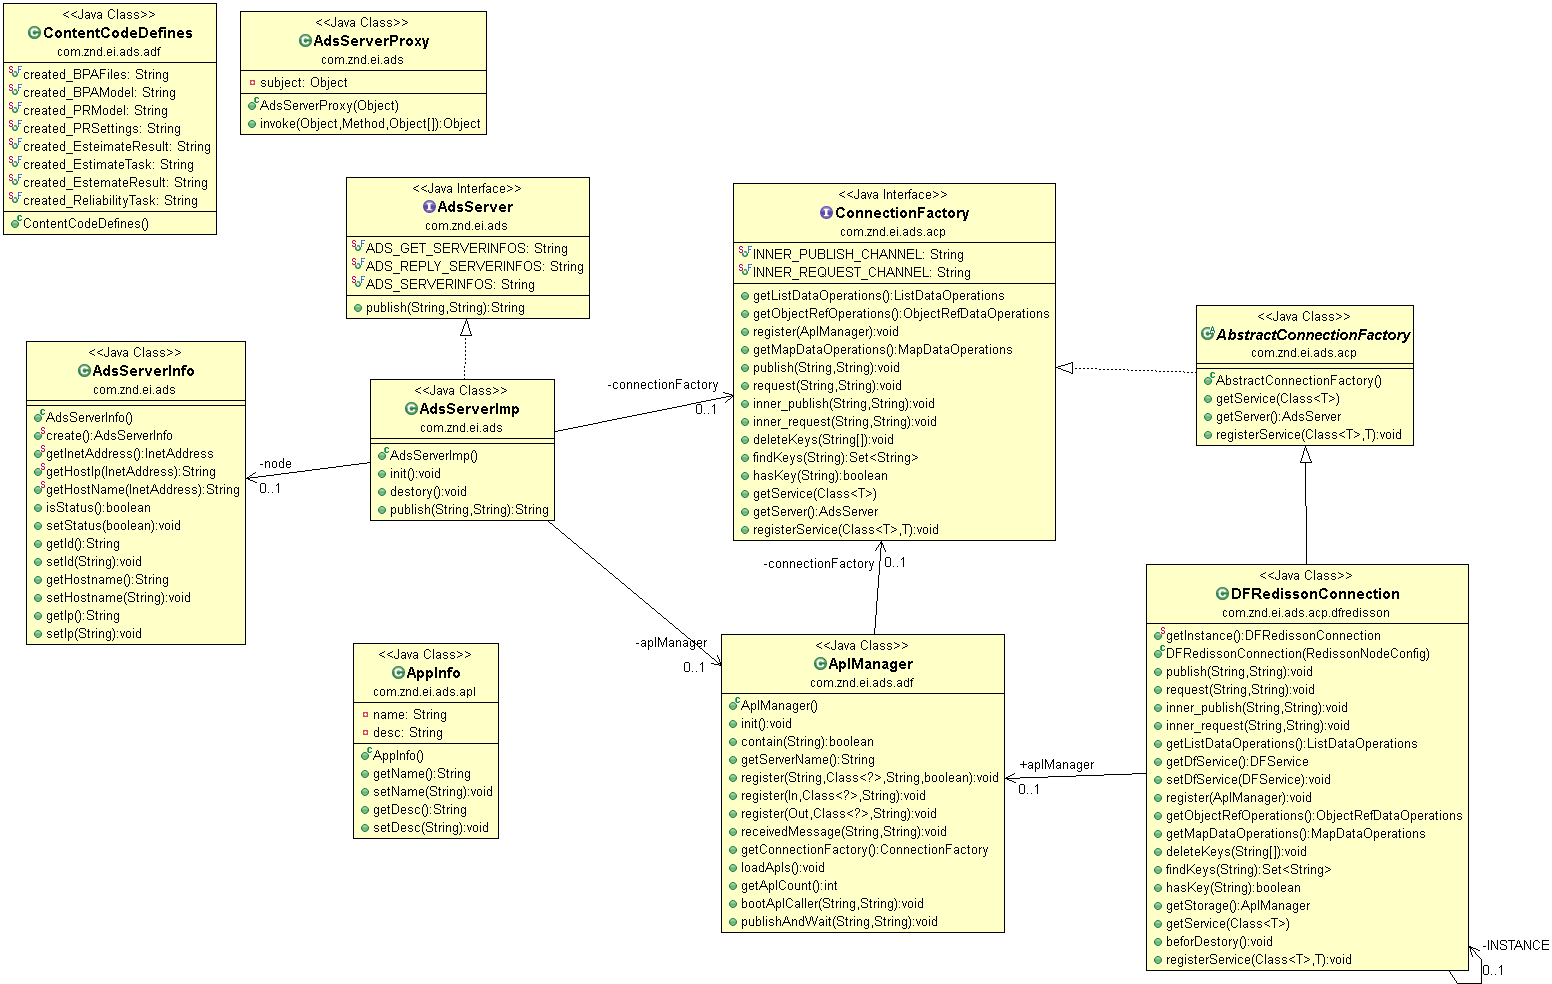 <<Java Class>>
ContentCodeDefines
com.znd.ei.ads.adf
created_BPAFiles: String
created_BPAModel: String
created_PRModel: String
created_PRSettings: String
created_EsteimateResult: String
created_EstimateTask: String
created_EstemateResult: String
created_ReliabilityTask: String
ContentCodeDefines()
<<Java Class>>
AdsServerProxy
com.znd.ei.ads
subject: Object
AdsServerProxy(Object)
invoke(Object,Method,Object[]):Object
<<Java Interface>>
AdsServer
com.znd.ei.ads
ADS_GET_SERVERINFOS: String
ADS_REPLY_SERVERINFOS: String
ADS_SERVERINFOS: String
publish(String,String):String
<<Java Interface>>
ConnectionFactory
com.znd.ei.ads.acp
INNER_PUBLISH_CHANNEL: String
INNER_REQUEST_CHANNEL: String
getListDataOperations():ListDataOperations
getObjectRefOperations():ObjectRefDataOperations
register(AplManager):void
getMapDataOperations():MapDataOperations
publish(String,String):void
request(String,String):void
inner_publish(String,String):void
inner_request(String,String):void
deleteKeys(String[]):void
findKeys(String):Set<String>
hasKey(String):boolean
getService(Class<T>)
getServer():AdsServer
registerService(Class<T>,T):void
<<Java Class>>
AbstractConnectionFactory
com.znd.ei.ads.acp
AbstractConnectionFactory()
getService(Class<T>)
getServer():AdsServer
registerService(Class<T>,T):void
<<Java Class>>
AdsServerInfo
com.znd.ei.ads
AdsServerInfo()
create():AdsServerInfo
getInetAddress():InetAddress
getHostIp(InetAddress):String
getHostName(InetAddress):String
isStatus():boolean
setStatus(boolean):void
getId():String
setId(String):void
getHostname():String
setHostname(String):void
getIp():String
setIp(String):void
<<Java Class>>
AdsServerImp
com.znd.ei.ads
AdsServerImp()
init():void
destory():void
publish(String,String):String
-connectionFactory
0..1
-node
0..1
-aplManager
0..1
-connectionFactory
0..1
<<Java Class>>
AppInfo
com.znd.ei.ads.apl
name: String
desc: String
AppInfo()
getName():String
setName(String):void
getDesc():String
setDesc(String):void
<<Java Class>>
AplManager
com.znd.ei.ads.adf
AplManager()
init():void
contain(String):boolean
getServerName():String
register(String,Class<?>,String,boolean):void
register(In,Class<?>,String):void
register(Out,Class<?>,String):void
receivedMessage(String,String):void
getConnectionFactory():ConnectionFactory
loadApls():void
getAplCount():int
bootAplCaller(String,String):void
publishAndWait(String,String):void
+aplManager
0..1
<<Java Class>>
DFRedissonConnection
com.znd.ei.ads.acp.dfredisson
getInstance():DFRedissonConnection
DFRedissonConnection(RedissonNodeConfig)
publish(String,String):void
request(String,String):void
inner_publish(String,String):void
inner_request(String,String):void
getListDataOperations():ListDataOperations
getDfService():DFService
setDfService(DFService):void
register(AplManager):void
getObjectRefOperations():ObjectRefDataOperations
getMapDataOperations():MapDataOperations
deleteKeys(String[]):void
findKeys(String):Set<String>
hasKey(String):boolean
getStorage():AplManager
getService(Class<T>)
beforDestory():void
registerService(Class<T>,T):void
-INSTANCE
0..1